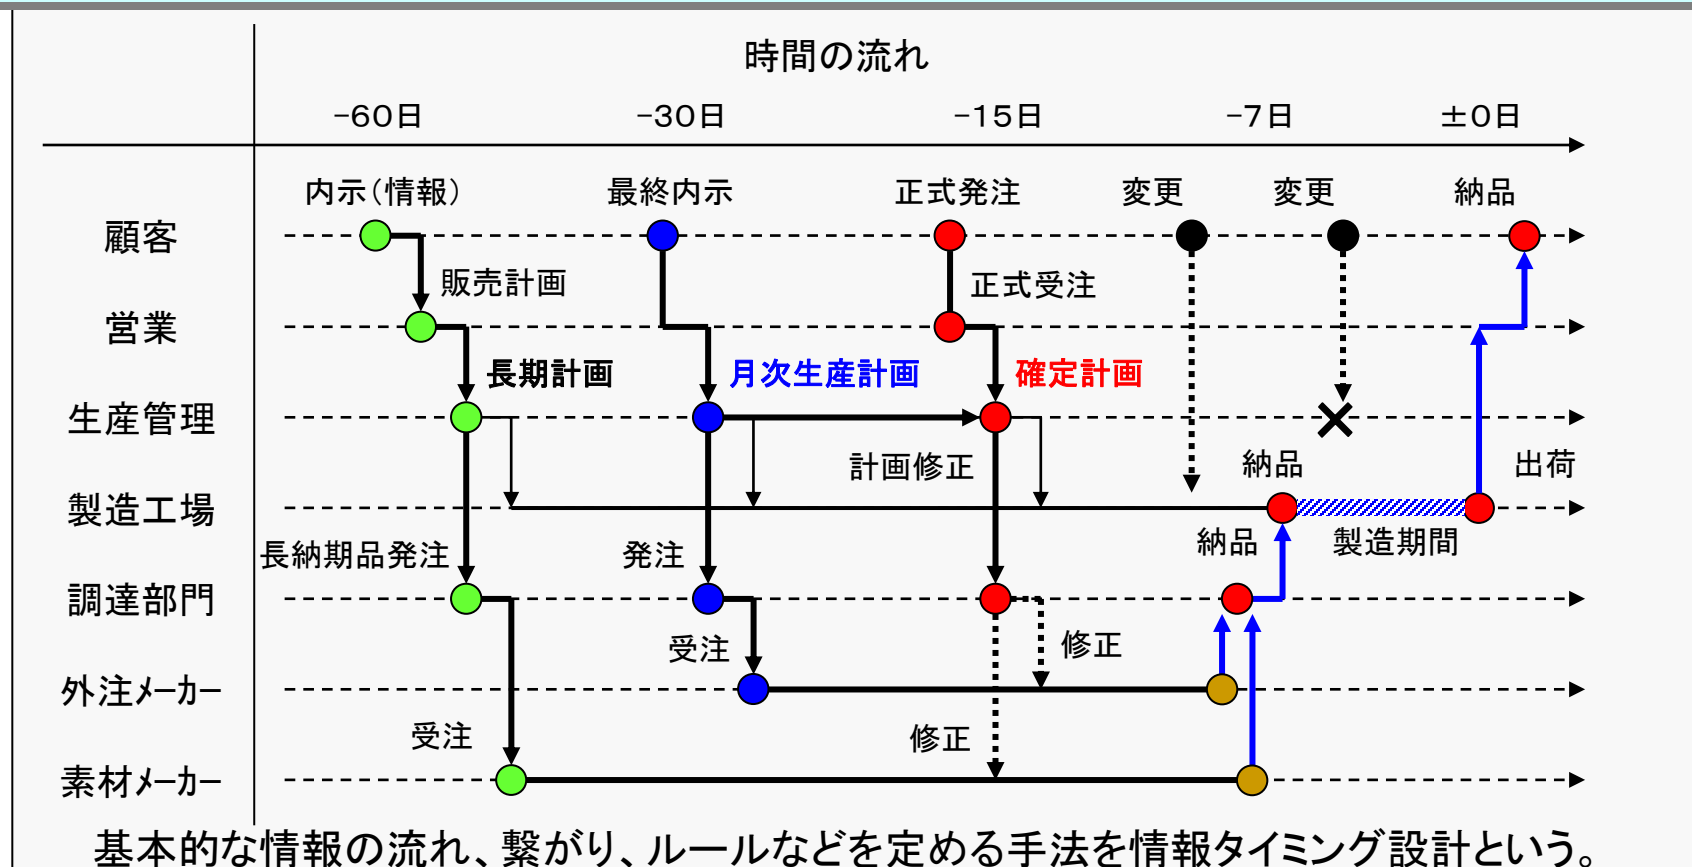 時間の流れ
-60日 -30日 -15日 -7日 ±0日
内示(情報) 最終内示 正式発注 変更 変更 納品
顧客
販売計画 正式受注
営業
長期計画 月次生産計画 確定計画
生産管理
計画修正 納品 出荷
製造工場
長納期品発注 発注 納品 製造期間
調達部門
受注 修正
外注メーカー
受注 修正
素材メーカー
基本的な情報の流れ、繋がり、ルールなどを定める手法を情報タイミング設計という。